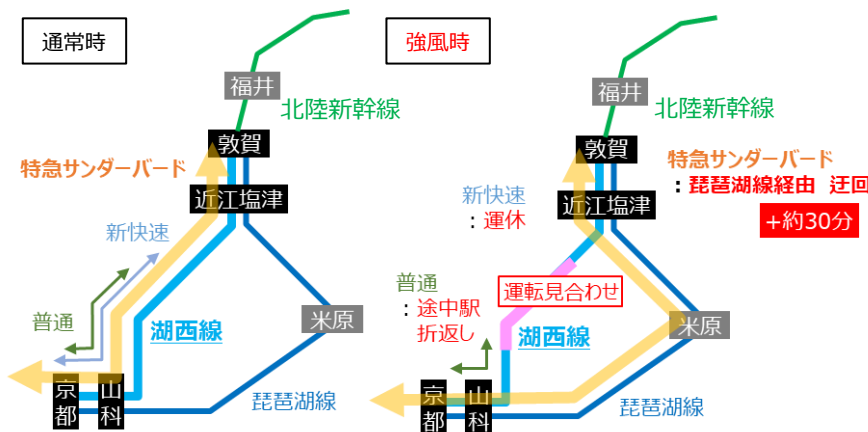 通常時
福井
北陸新幹線
敦賀
特急サンダーバード
近江塩津
新快速
普通
米原
湖西線
京都
山科
琵琶湖線
強風時
福井
北陸新幹線
敦賀
特急サンダーバード
：琵琶湖線経由 迂回
+約30分
新快速
：運休
近江塩津
普通
：途中駅
折返し
運転見合わせ
湖西線
米原
京都
山科
琵琶湖線